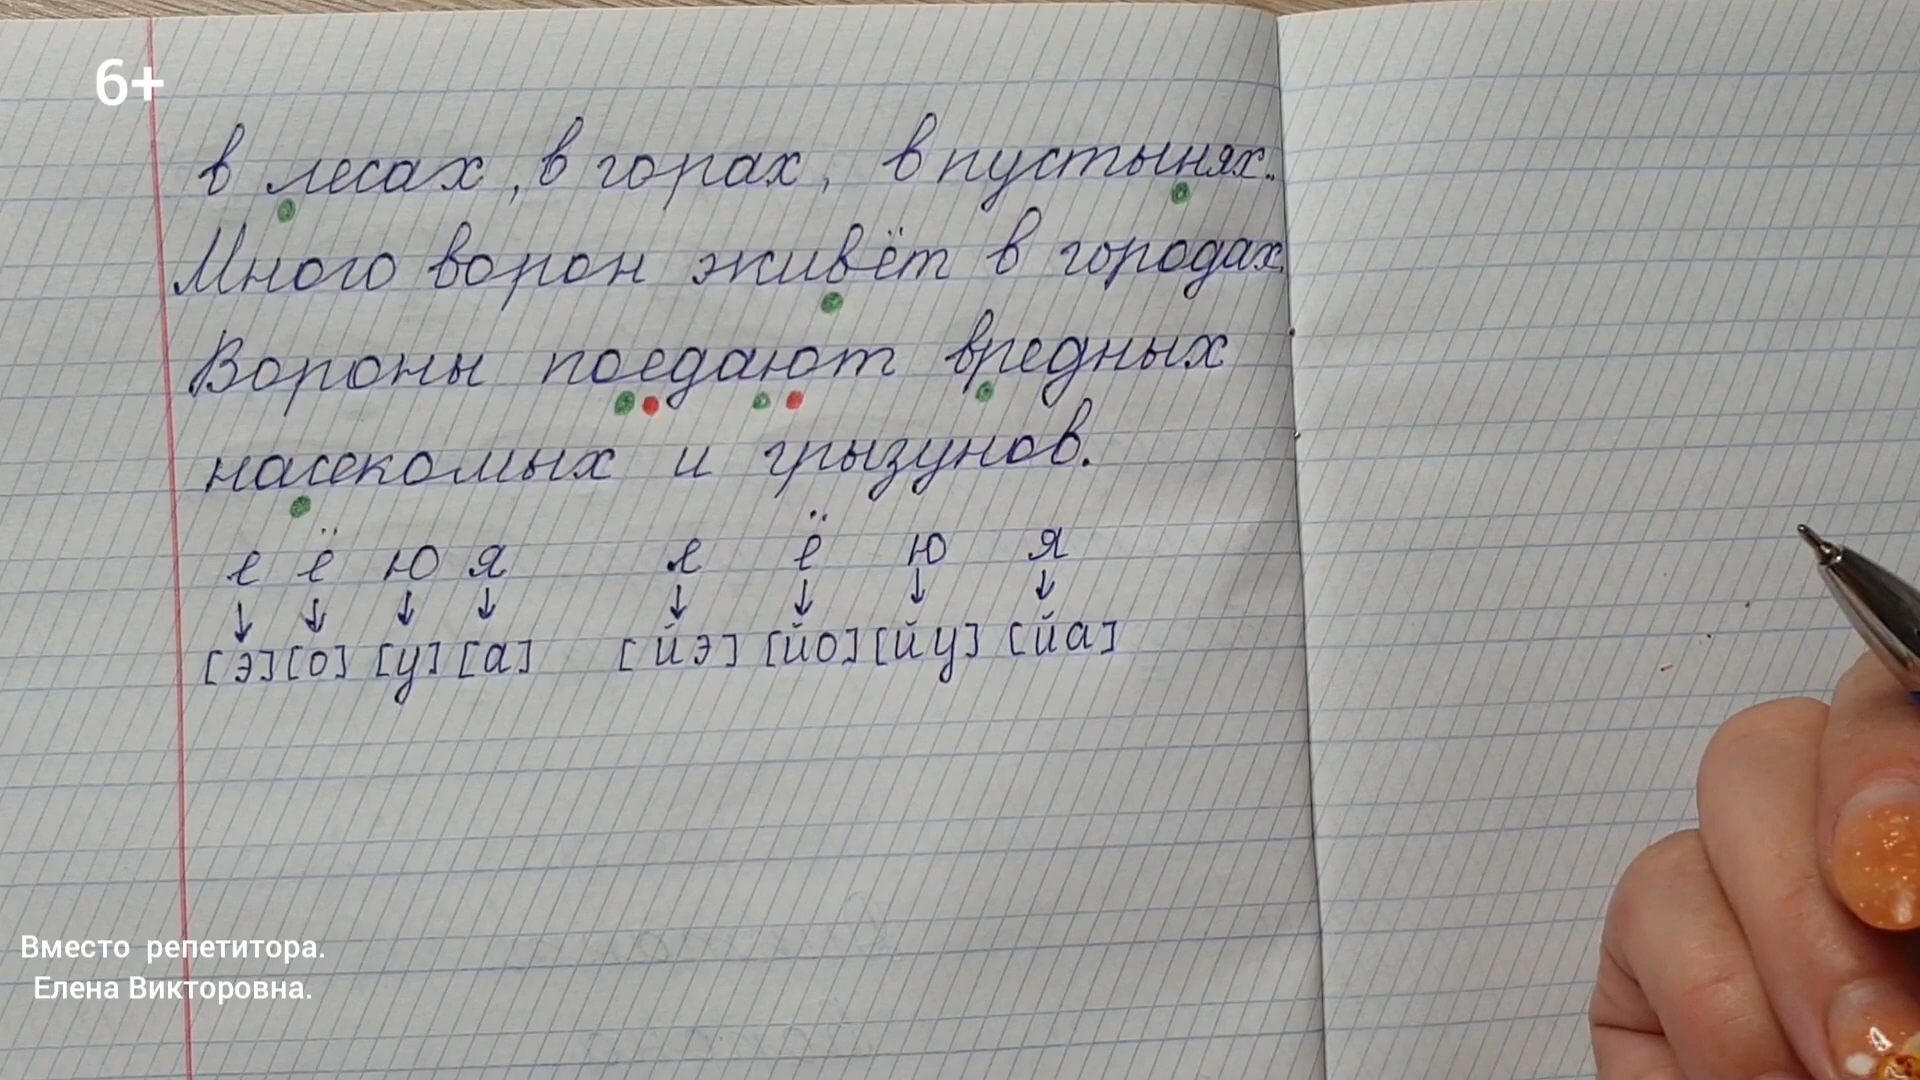 6+
в лесах, в горах, в пустынях.
Много ворон живёт в городах.
Вороны поедают вредных
насекомых и грызунов.
е ё ю я е ё ю я
↓ ↓ ↓ ↓ ↓ ↓ ↓ ↓
[э] [о] [у] [а] [йэ] [йо] [йу] [йа]
Вместо репетитора.
Елена Викторовна.